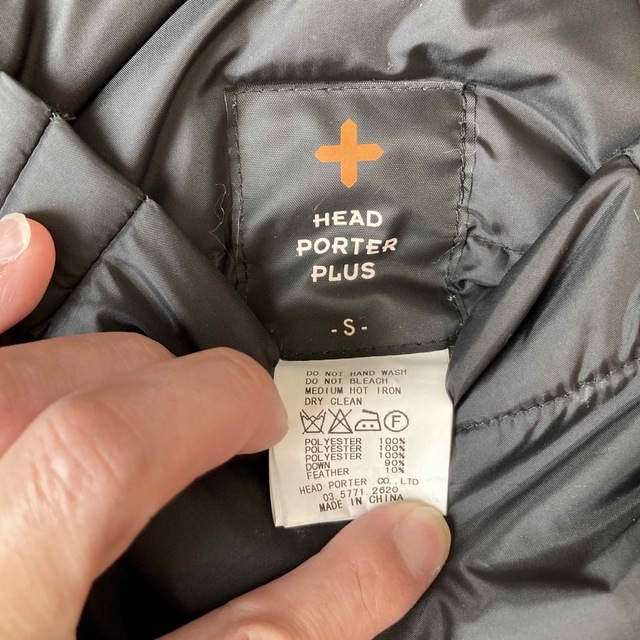 HEAD
PORTER
PLUS
-S-
DO NOT HAND WASH
DO NOT BLEACH
MEDIUM HOT IRON
DRY CLEAN
F
POLYESTER 100%
POLYESTER 100%
POLYESTER 100%
DOWN 90%
FEATHER 10%
HEAD PORTER CO.,LTD
03.5771.2620
MADE IN CHINA